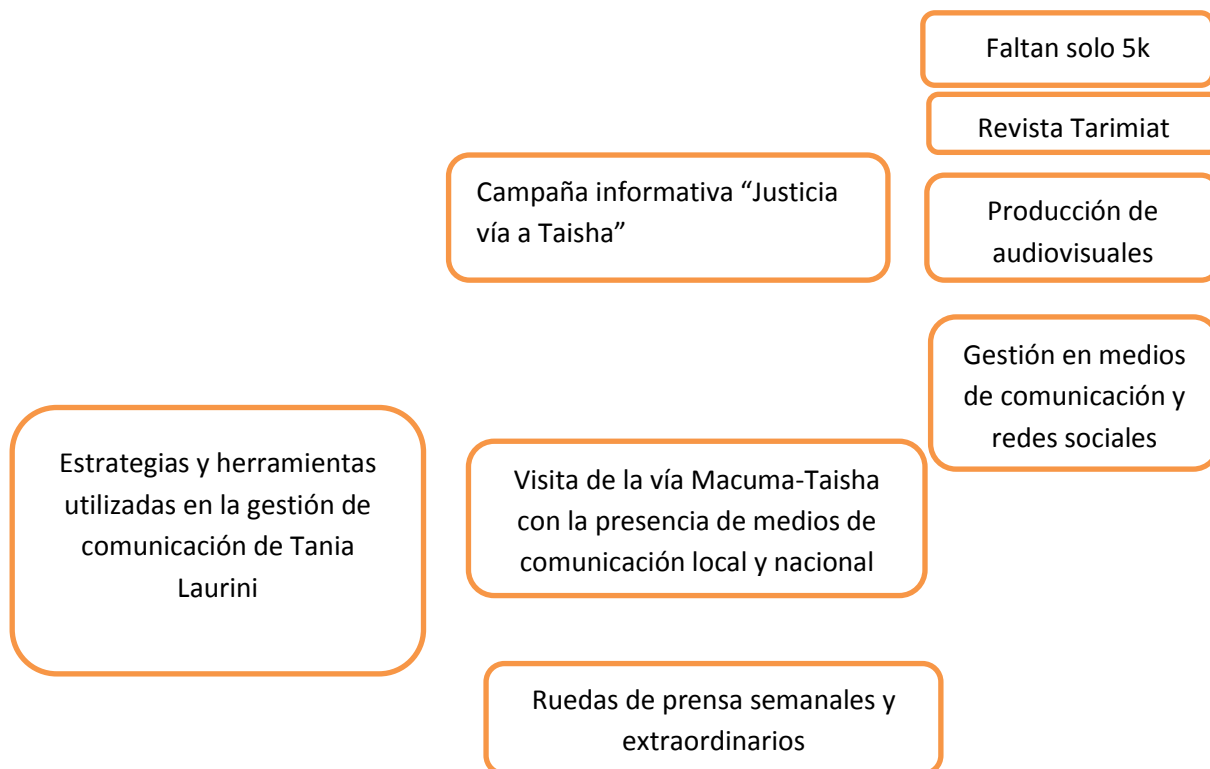 Faltan solo 5k
Revista Tarimiat
Campaña informativa “Justicia
vía a Taisha”
Producción de
audiovisuales
Gestión en medios
de comunicación y
redes sociales
Estrategias y herramientas
utilizadas en la gestión de
comunicación de Tania
Laurini
Visita de la vía Macuma-Taisha
con la presencia de medios de
comunicación local y nacional
Ruedas de prensa semanales y
extraordinarios